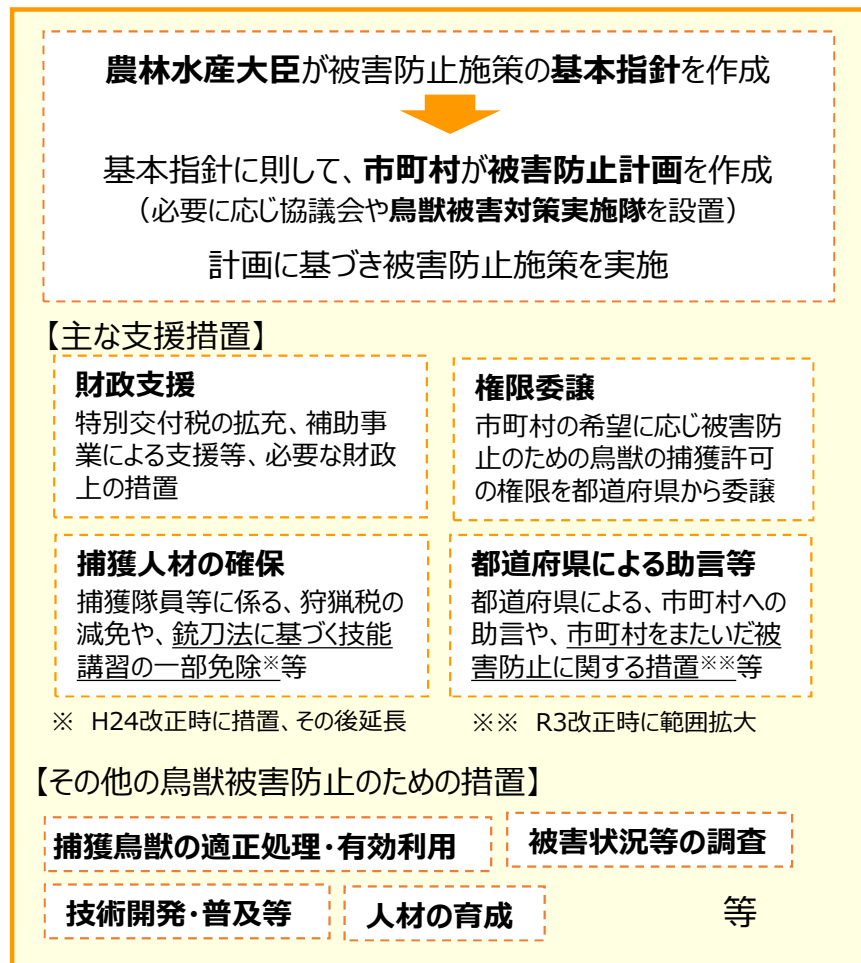 農林水産大臣が被害防止施策の基本指針を作成
基本指針に則して、市町村が被害防止計画を作成
（必要に応じ協議会や鳥獣被害対策実施隊を設置）
計画に基づき被害防止施策を実施
【主な支援措置】
財政支援
特別交付税の拡充、補助事
業による支援等、必要な財政
上の措置
権限委譲
市町村の希望に応じ被害防
止のための鳥獣の捕獲許可
の権限を都道府県から委譲
捕獲人材の確保
捕獲隊員等に係る、狩猟税の
減免や、銃刀法に基づく技能
講習の一部免除※等
都道府県による助言等
都道府県による、市町村への
助言や、市町村をまたいだ被
害防止に関する措置※※等
※　H24改正時に措置、その後延長
※※　R3改正時に範囲拡大
【その他の鳥獣被害防止のための措置】
捕獲鳥獣の適正処理・有効利用
被害状況等の調査
技術開発・普及等
人材の育成
等